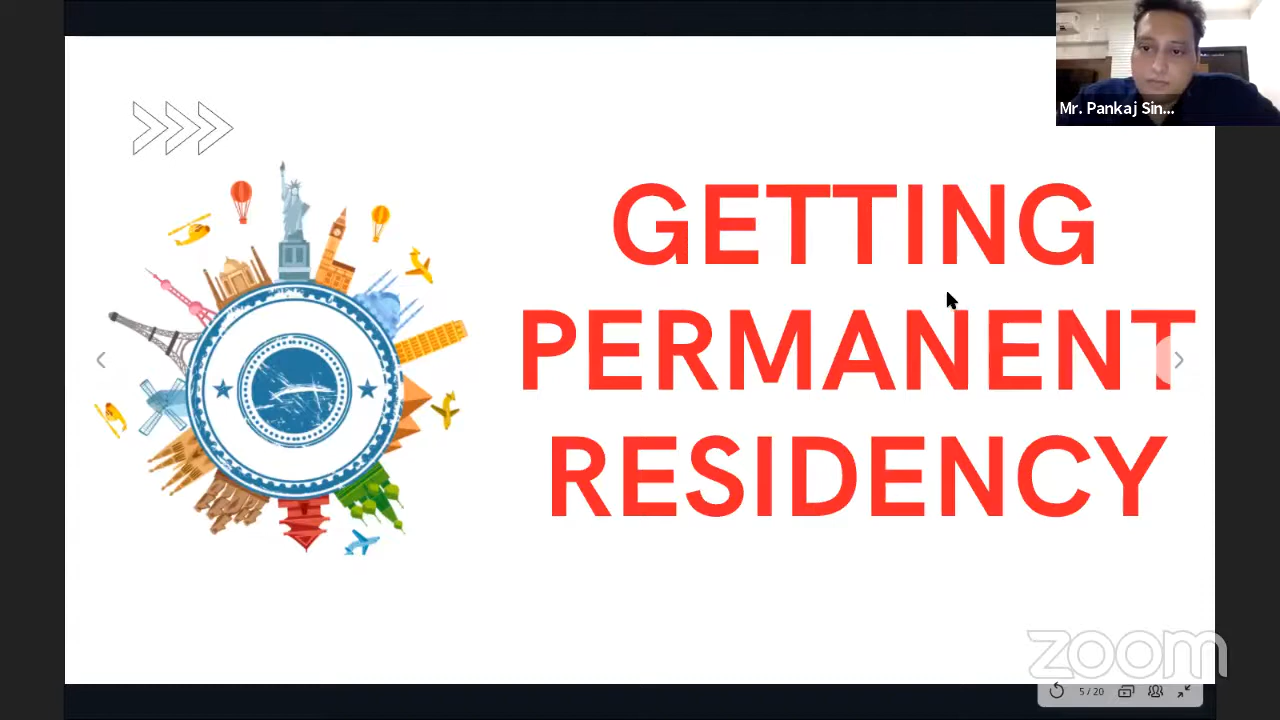 Mr. Pankaj Sin...
GETTING
PERMANENT
RESIDENCY
zoom
5 / 20